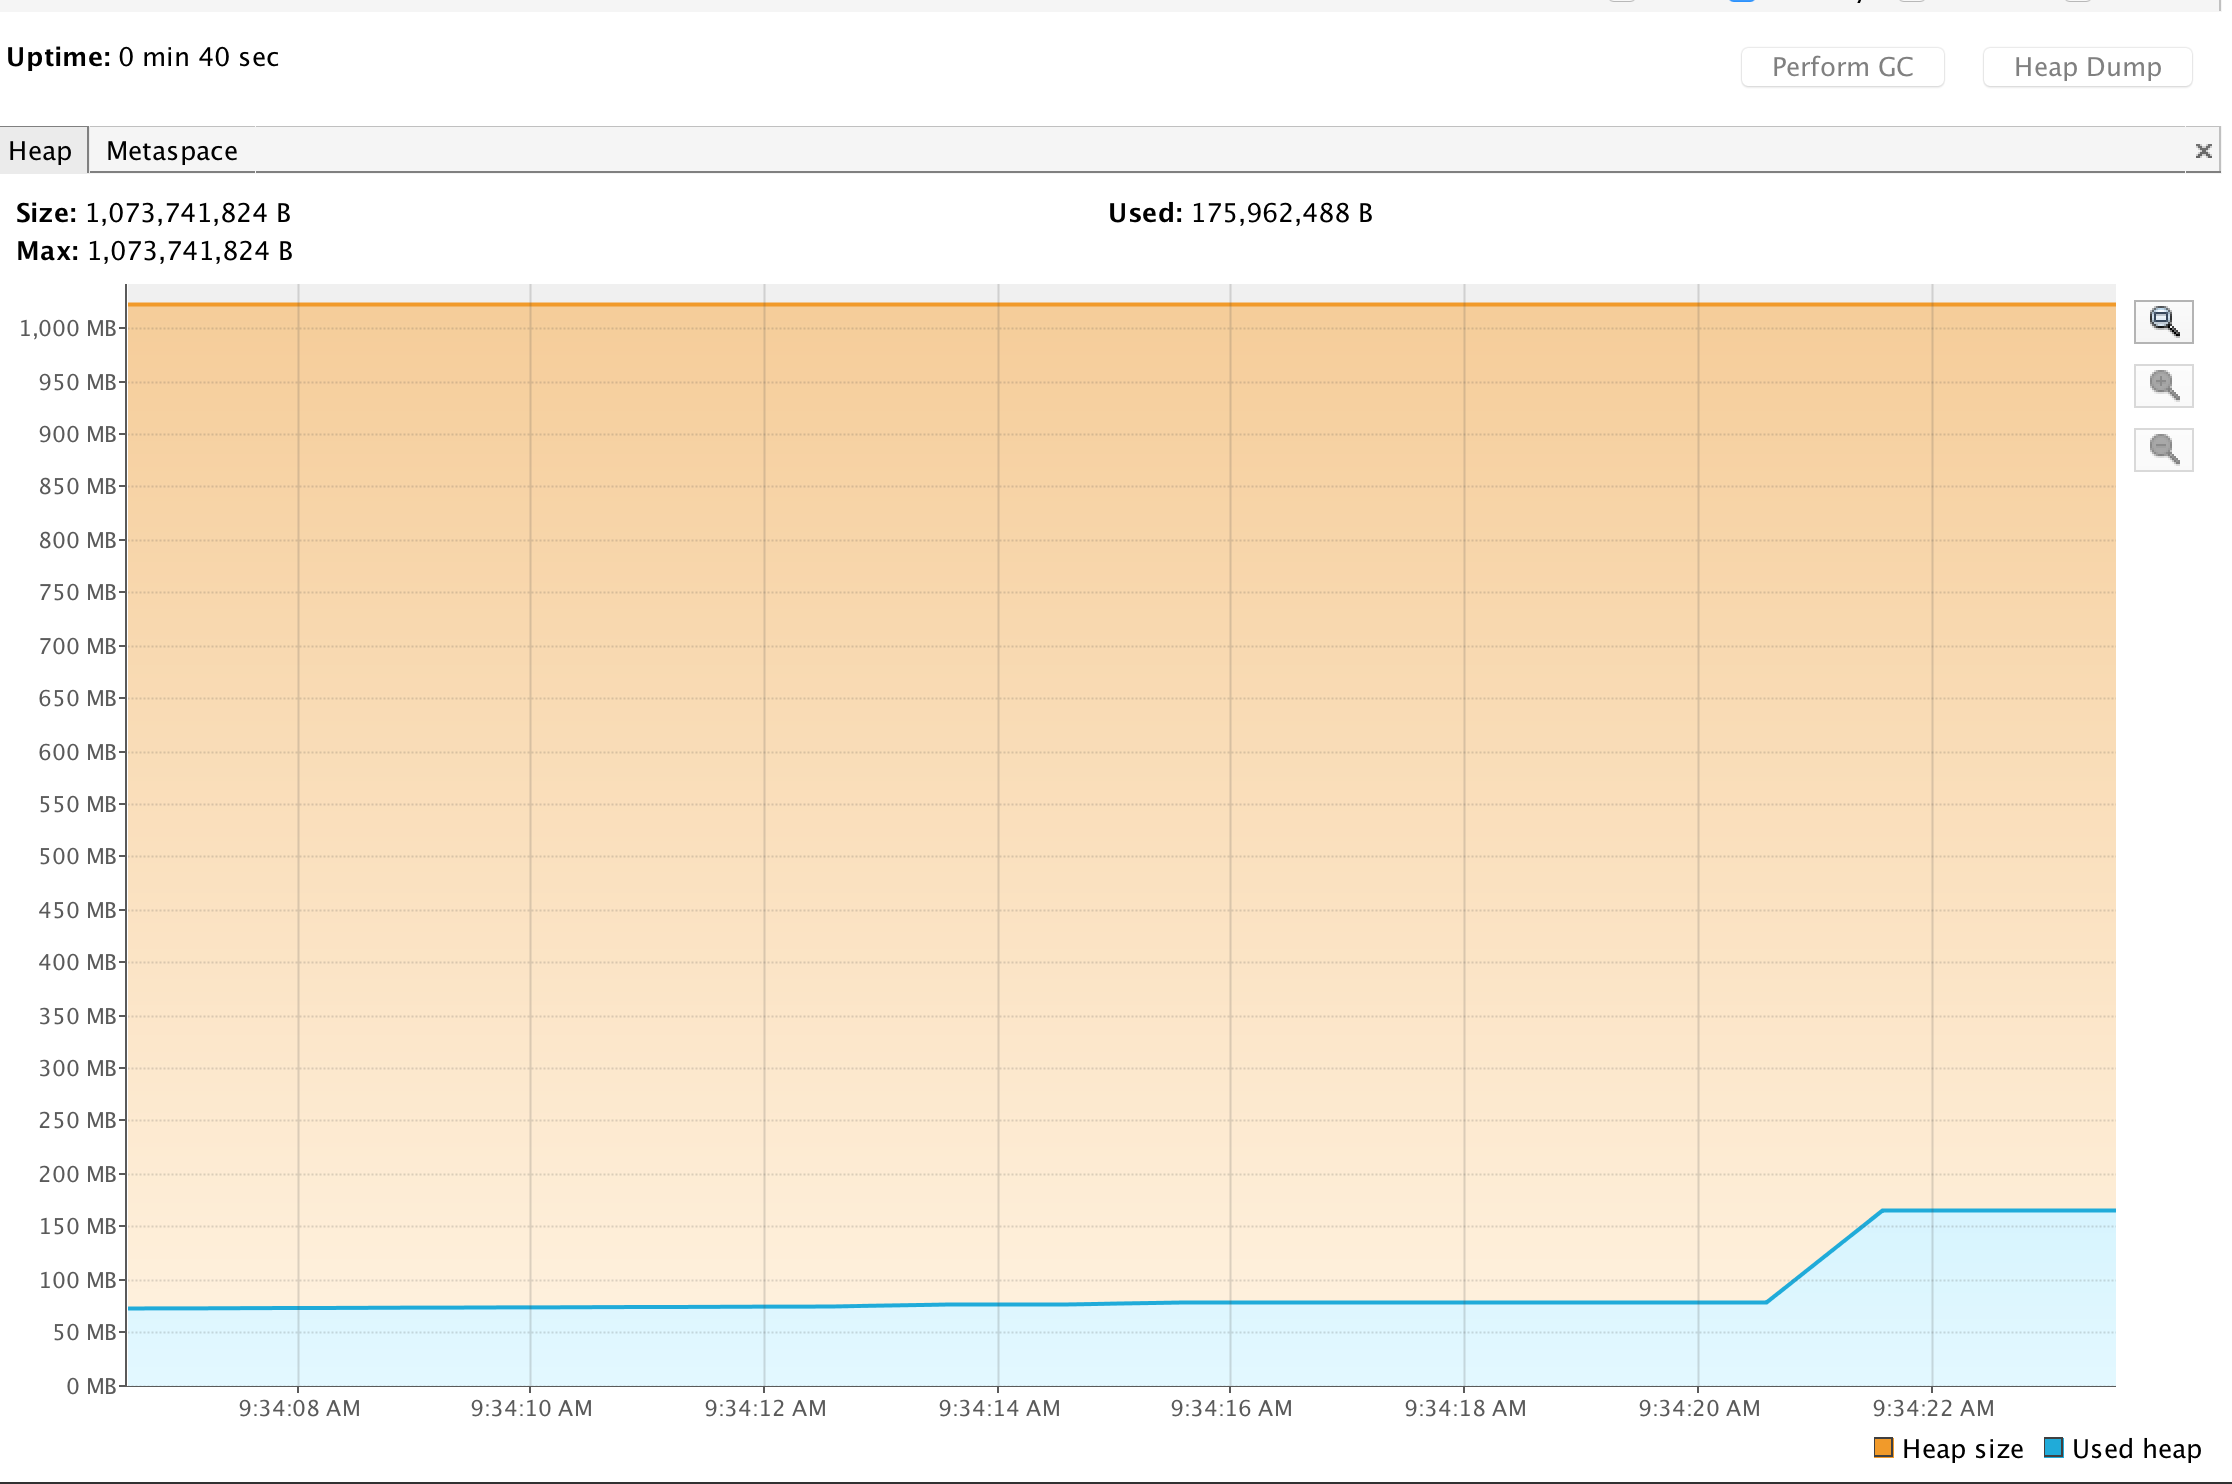 Uptime: 0 min 40 sec
Perform GC
Heap Dump
Heap
Metaspace
Size: 1,073,741,824 B
Used: 175,962,488 B
Max: 1,073,741,824 B
1,000 MB
950 MB
900 MB
850 MB
800 MB
750 MB
700 MB
650 MB
600 MB
550 MB
500 MB
450 MB
400 MB
350 MB
300 MB
250 MB
200 MB
150 MB
100 MB
50 MB
0 MB
9:34:08 AM
9:34:10 AM
9:34:12 AM
9:34:14 AM
9:34:16 AM
9:34:18 AM
9:34:20 AM
9:34:22 AM
Heap size
Used heap